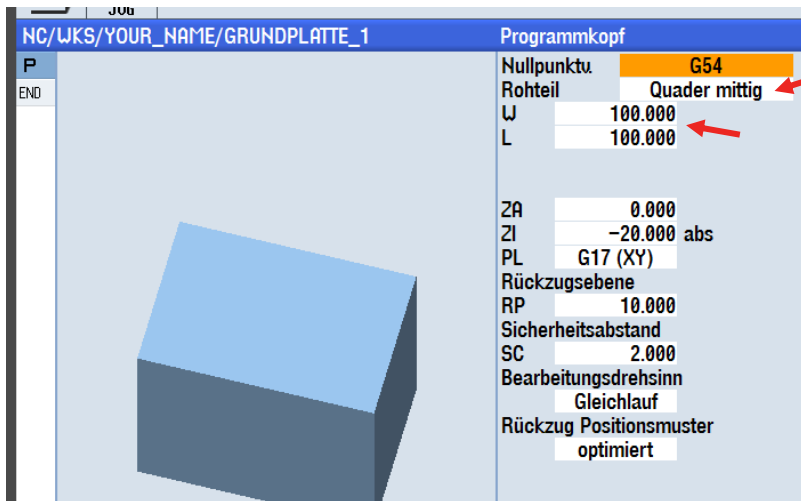 JOG
NC/WKS/YOUR_NAME/GRUNDPLATTE_1 Programmkopf
P
END
Nullpunktv. G54
Rohteil Quader mittig
W 100.000
L 100.000
ZA 0.000
ZI -20.000 abs
PL G17 (XY)
Rückzugsebene
RP 10.000
Sicherheitsabstand
SC 2.000
Bearbeitungsdrehsinn
Gleichlauf
Rückzug Positionsmuster
optimiert